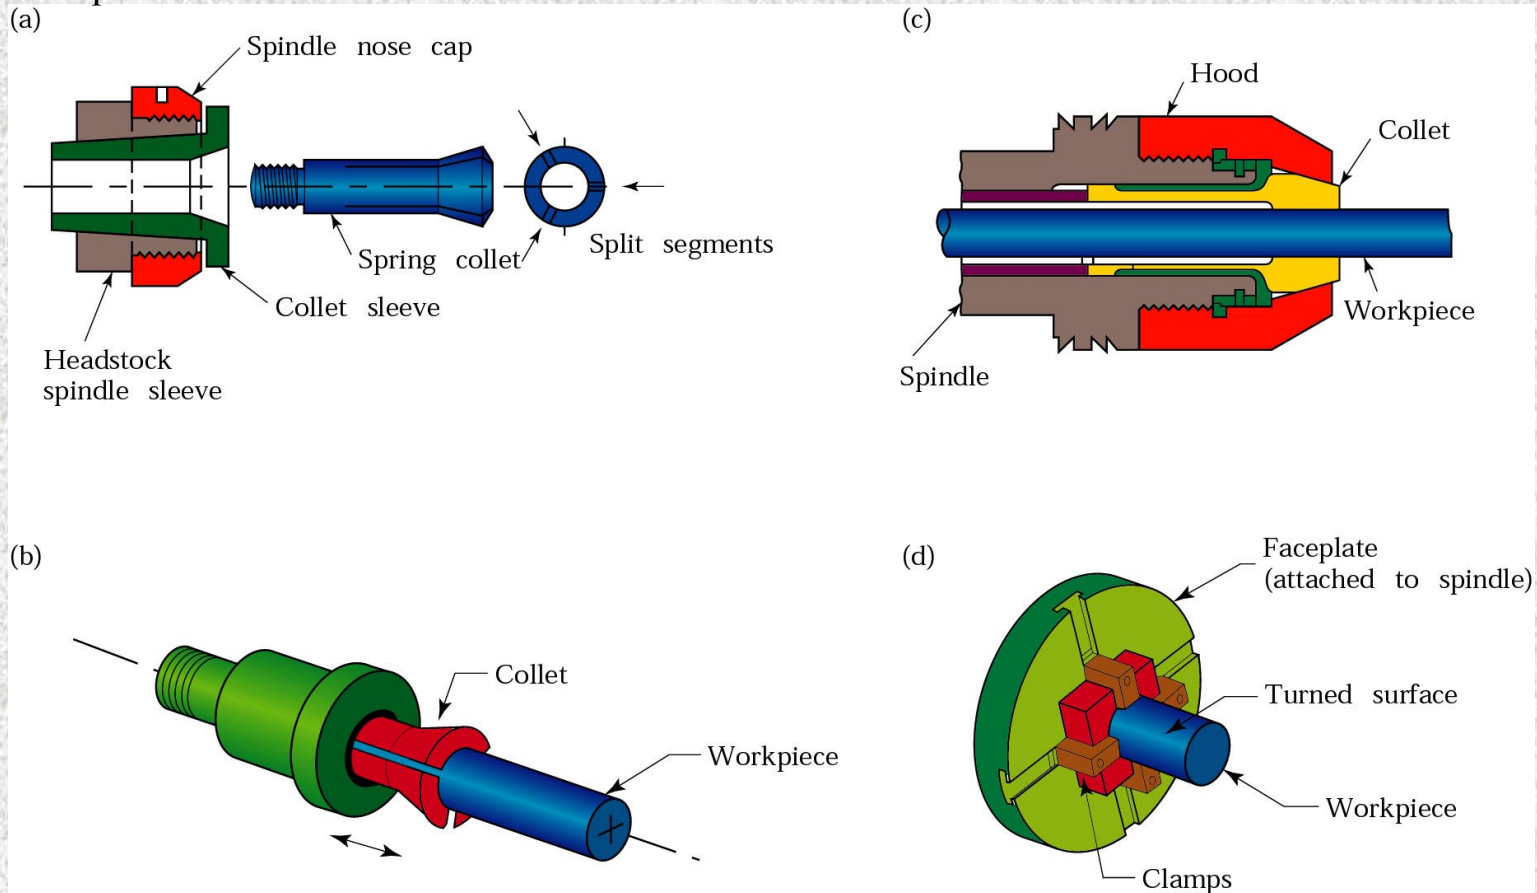 (a)
Spindle nose cap
Spring collet
Split segments
Collet sleeve
Headstock
spindle sleeve
(c)
Hood
Collet
Workpiece
Spindle
(b)
Collet
Workpiece
(d)
Faceplate
(attached to spindle)
Turned surface
Workpiece
Clamps